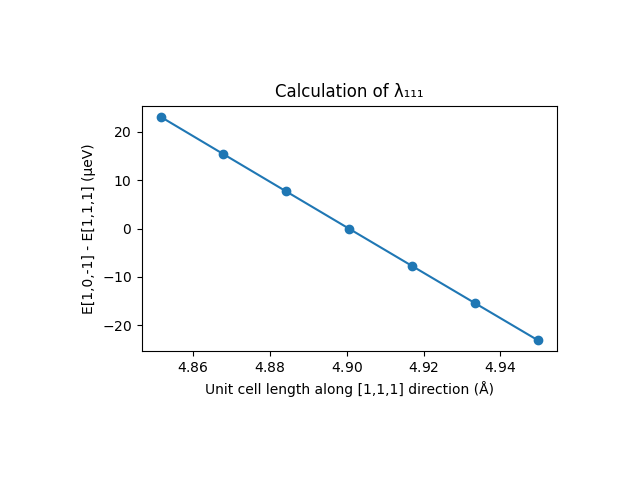 Calculation of λ₁₁₁
E[1,0,-1] - E[1,1,1] (μeV)
20
10
0
−10
−20
4.86 4.88 4.90 4.92 4.94
Unit cell length along [1,1,1] direction (Å)